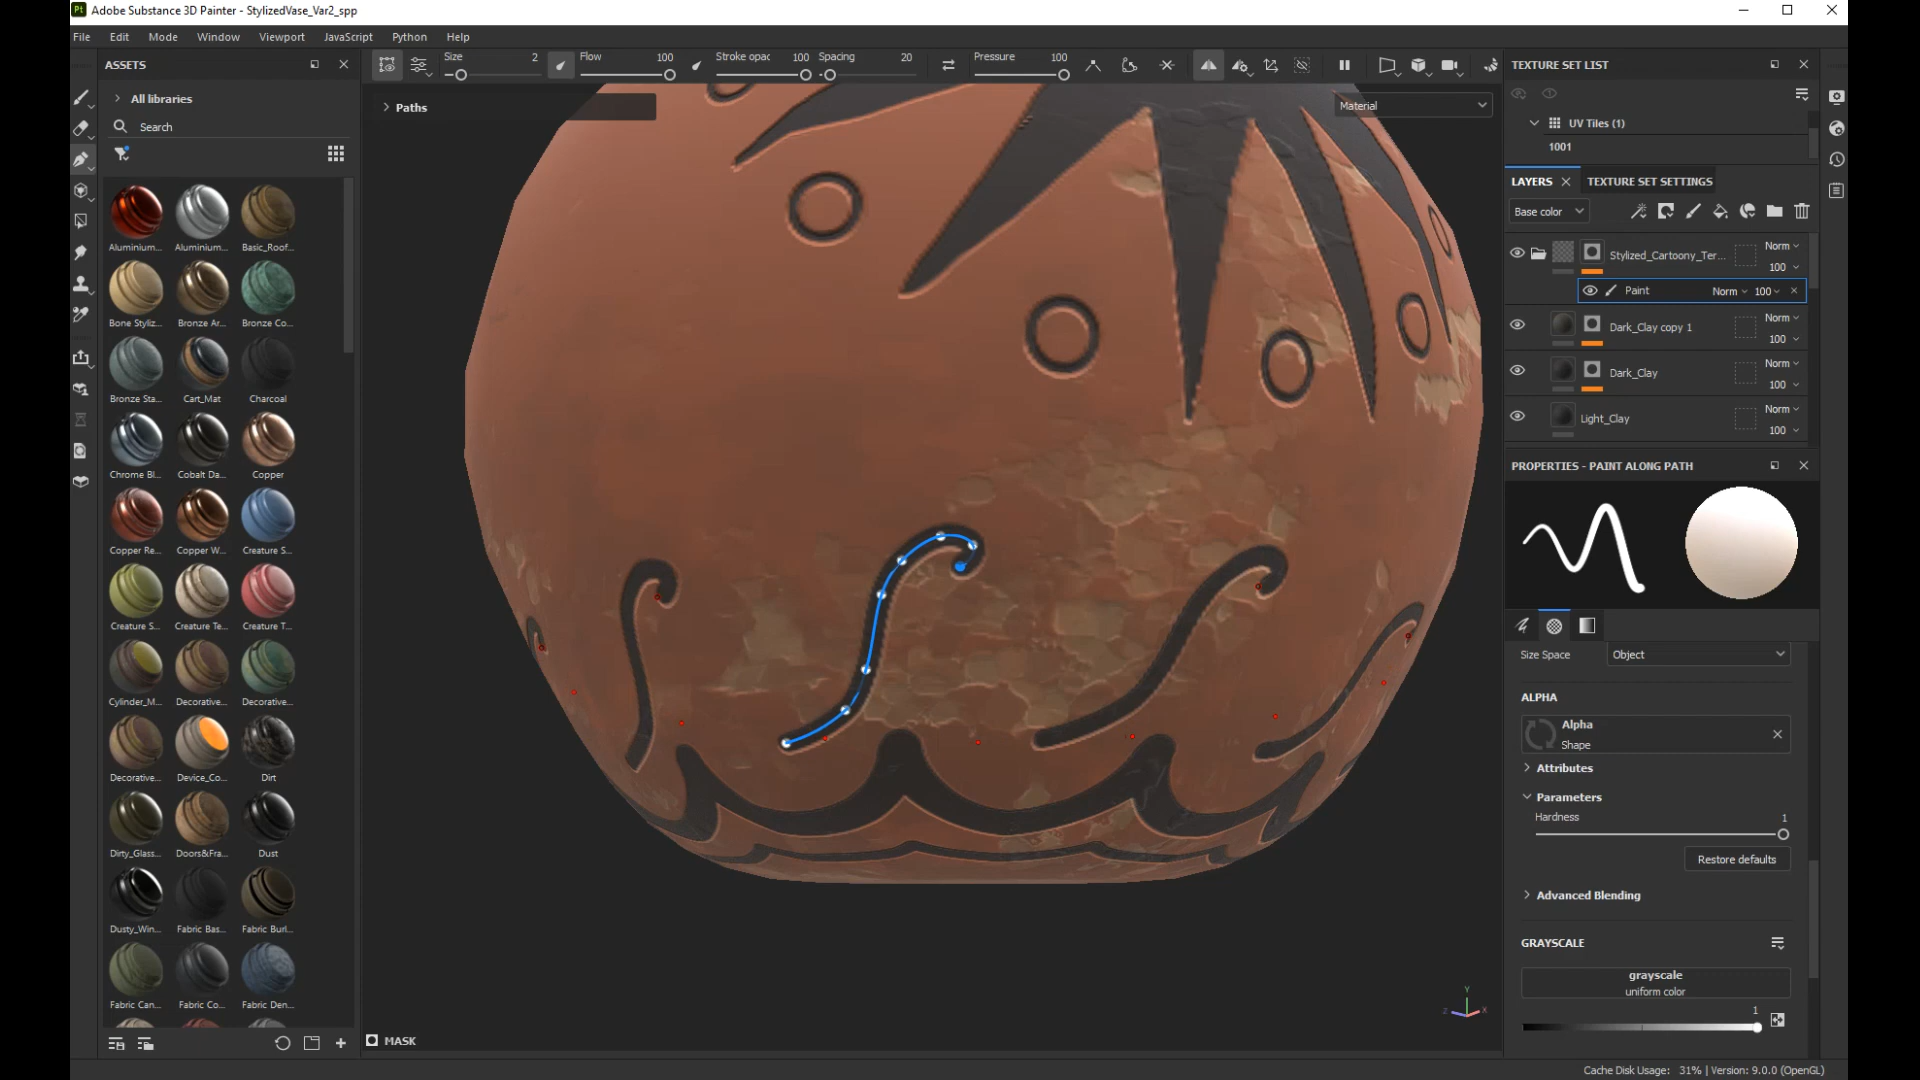 Pt Adobe Substance 3D Painter - StylizedVase_Var2_spp
File Edit Mode Window Viewport JavaScript Python Help
ASSETS
Size 2
Flow 100
Stroke opac 100
Spacing 20
Pressure 100
All libraries
Search
Aluminium... Aluminium... Basic_Roof...
Bone Styliz... Bronze Ar... Bronze Co...
Bronze Sta... Cart_Mat Charcoal
Chrome Bl... Cobalt Da... Copper
Copper Re... Copper W... Creature S...
Creature S... Creature Te... Creature T...
Cylinder_M... Decorative... Decorative...
Decorative... Device_Co... Dirt
Dirty_Glass... Doors&Fra... Dust
Dusty_Win... Fabric Bas... Fabric Burl...
Fabric Can... Fabric Co... Fabric Den...
Paths
Material
Y
Z X
MASK
TEXTURE SET LIST
UV Tiles (1)
1001
LAYERS TEXTURE SET SETTINGS
Base color
Stylized_Cartoony_Ter... Norm
100
Paint Norm 100
Dark_Clay copy 1 Norm
100
Dark_Clay Norm
100
Light_Clay Norm
100
PROPERTIES - PAINT ALONG PATH
Size Space Object
ALPHA
Alpha
Shape
Attributes
Parameters
Hardness 1
Restore defaults
Advanced Blending
GRAYSCALE
grayscale
uniform color
1
Cache Disk Usage: 31% | Version: 9.0.0 (OpenGL)